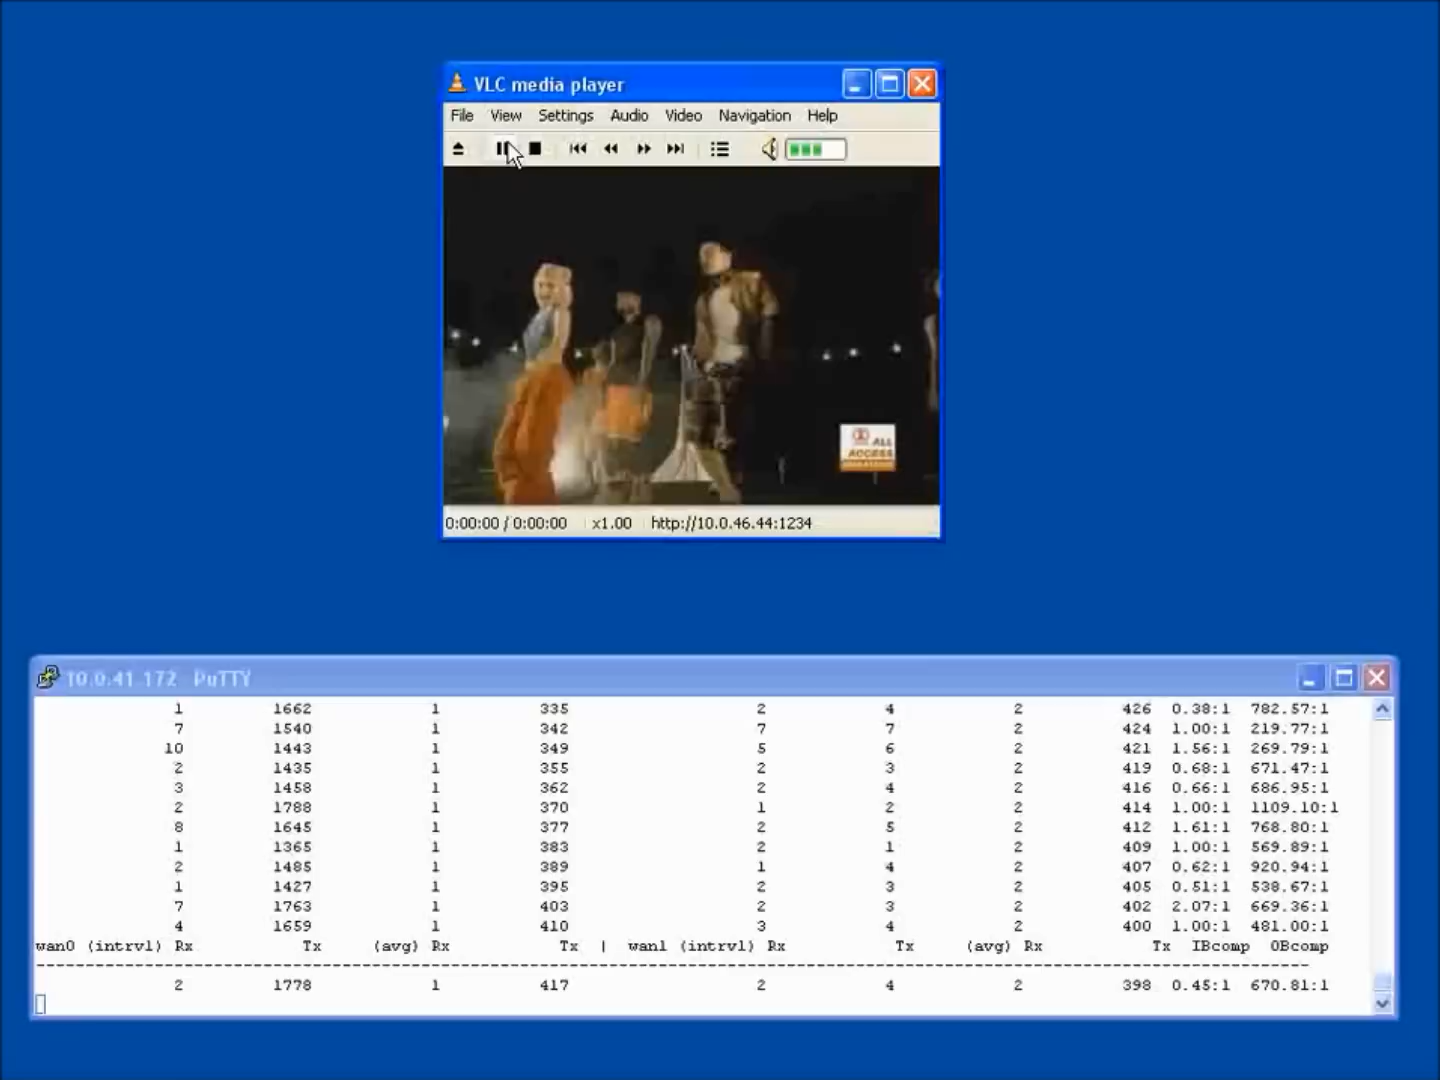 VLC media player
File View Settings Audio Video Navigation Help
ALL
ACCESS
0:00:00 / 0:00:00 x1.00 http://10.0.46.44:1234
10.0.41.172 PuTTY
1 1662 1 335 2 4 2 426 0.38:1 782.57:1
7 1540 1 342 7 7 2 424 1.00:1 219.77:1
10 1443 1 349 5 6 2 421 1.56:1 269.79:1
2 1435 1 355 2 3 2 419 0.68:1 671.47:1
3 1458 1 362 2 4 2 416 0.66:1 686.95:1
2 1788 1 370 1 2 2 414 1.00:1 1109.10:1
8 1645 1 377 2 5 2 412 1.61:1 768.80:1
1 1365 1 383 2 1 2 409 1.00:1 569.89:1
2 1485 1 389 1 4 2 407 0.62:1 920.94:1
1 1427 1 395 2 3 2 405 0.51:1 538.67:1
7 1763 1 403 2 3 2 402 2.07:1 669.36:1
4 1659 1 410 3 4 2 400 1.00:1 481.00:1
wan0 (intrvl) Rx Tx (avg) Rx Tx | wan1 (intrvl) Rx Tx (avg) Rx Tx IBcomp OBcomp
2 1778 1 417 2 4 2 398 0.45:1 670.81:1